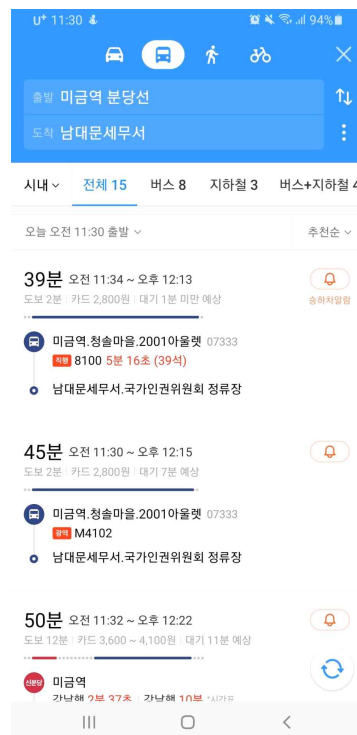 U+ 11:30
94%
출발 미금역 분당선
도착 남대문세무서
시내 전체 15 버스 8 지하철 3 버스+지하철 4
오늘 오전 11:30 출발 추천순
39분 오전 11:34 ~ 오후 12:13
도보 2분 카드 2,800원 대기 1분 미만 예상
승하차알람
미금역.청솔마을.2001아울렛 07333
직행 8100 5분 16초 (39석)
남대문세무서.국가인권위원회 정류장
45분 오전 11:30 ~ 오후 12:15
도보 2분 카드 2,800원 대기 7분 예상
미금역.청솔마을.2001아울렛 07333
광역 M4102
남대문세무서.국가인권위원회 정류장
50분 오전 11:32 ~ 오후 12:22
도보 12분 카드 3,600 ~ 4,100원 대기 11분 예상
신분당 미금역
강남행 2분 37초 강남행 10분 *시간표